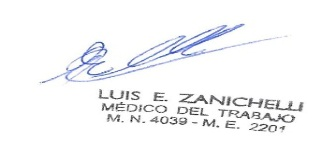 LUIS E. ZANICHELLI
MÉDICO DEL TRABAJO
M. N. 4039 - M. E. 2201